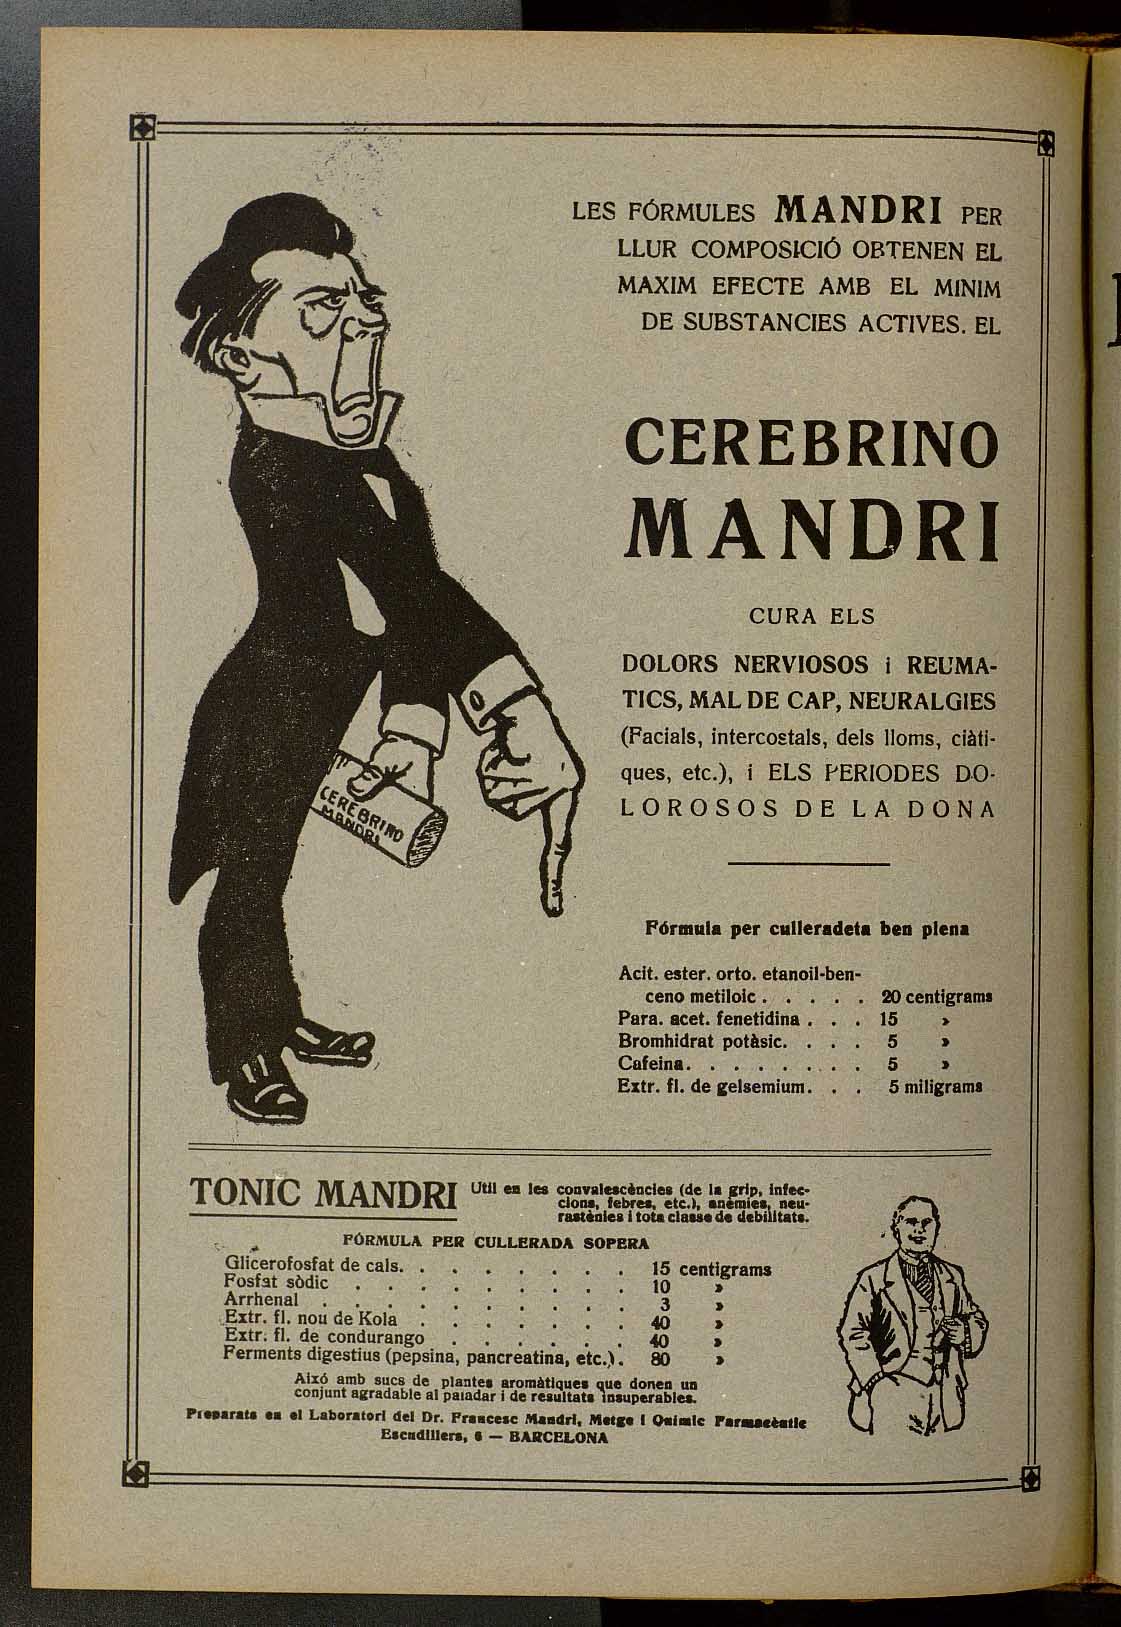 LES FÓRMULES MANDRI PER
LLUR COMPOSICIÓ OBTENEN EL
MAXIM EFECTE AMB EL MINIM
DE SUBSTANCIES ACTIVES. EL
CEREBRINO
MANDRI
CURA ELS
DOLORS NERVIOSOS i REUMA-
TICS, MAL DE CAP, NEURALGIES
(Facials, intercostals, dels lloms, ciàti-
ques, etc.), i ELS PERIODES DO-
LOROSOS DE LA DONA
CEREBRINO
MANDRI
Fórmula per culleradeta ben plena
Acit. ester. orto. etanoil-ben-
ceno metiloic . . . . . 20 centigrams
Para. acet. fenetidina . . . 15 »
Bromhidrat potàsic. . . . 5 »
Cafeina. . . . . . . . 5 »
Extr. fl. de gelsemium. . . 5 miligrams
TONIC MANDRI Util en les convalescències (de la grip, infec-
cions, febres, etc.), anèmies, neu-
rastènies i tota classe de debilitats.
FÓRMULA PER CULLERADA SOPERA
Glicerofosfat de cals. . . . . . . . 15 centigrams
Fosfat sòdic . . . . . . . . . 10 »
Arrhenal . . . . . . . . . . 3 »
Extr. fl. nou de Kola . . . . . . . 40 »
Extr. fl. de condurango . . . . . . 40 »
Ferments digestius (pepsina, pancreatina, etc.). . 80 »
Aixó amb sucs de plantes aromàtiques que donen un
conjunt agradable al paladar i de resultats insuperables.
Preparats en el Laboratori del Dr. Francesc Mandri, Metge i Químic Farmacèutic
Escudillers, 6 — BARCELONA